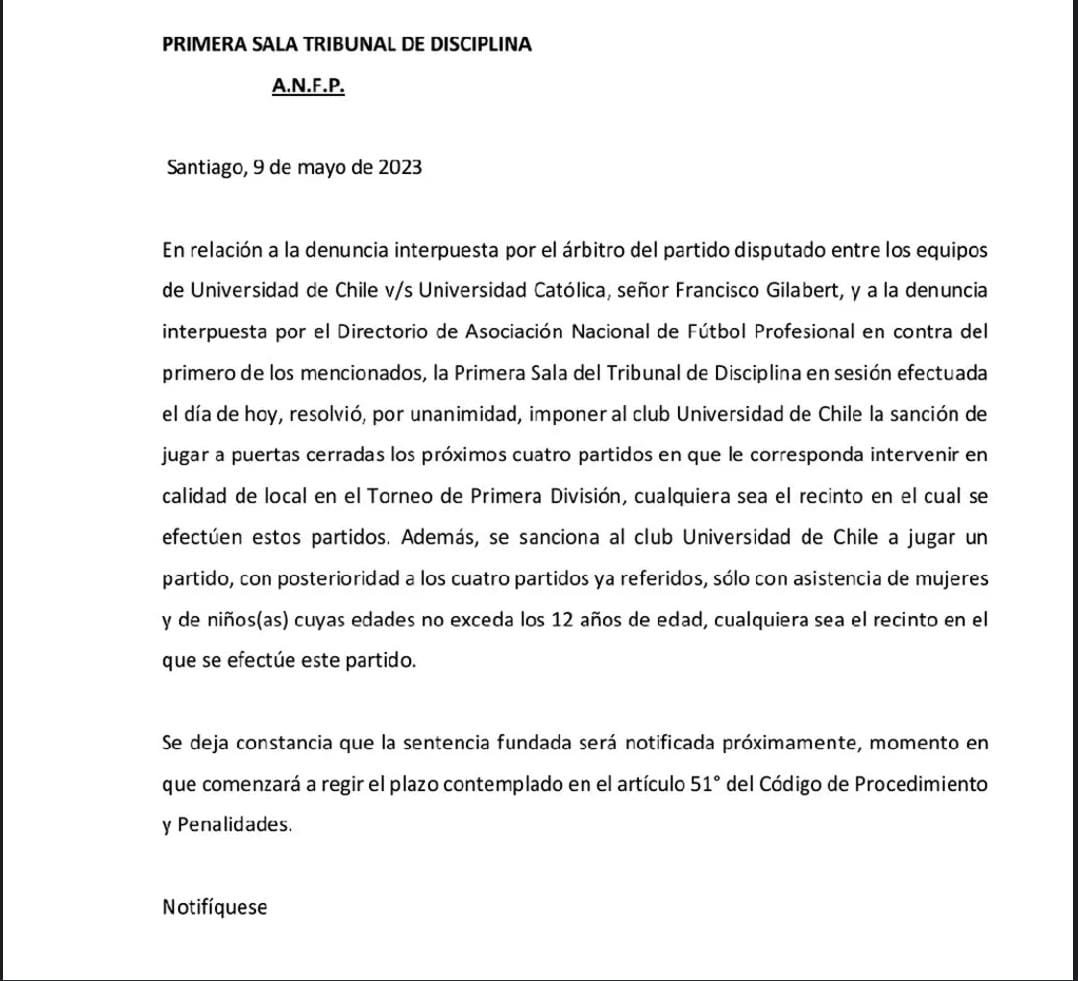 PRIMERA SALA TRIBUNAL DE DISCIPLINA
A.N.F.P.
Santiago, 9 de mayo de 2023
En relación a la denuncia interpuesta por el árbitro del partido disputado entre los equipos
de Universidad de Chile v/s Universidad Católica, señor Francisco Gilabert, y a la denuncia
interpuesta por el Directorio de Asociación Nacional de Fútbol Profesional en contra del
primero de los mencionados, la Primera Sala del Tribunal de Disciplina en sesión efectuada
el día de hoy, resolvió, por unanimidad, imponer al club Universidad de Chile la sanción de
jugar a puertas cerradas los próximos cuatro partidos en que le corresponda intervenir en
calidad de local en el Torneo de Primera División, cualquiera sea el recinto en el cual se
efectúen estos partidos. Además, se sanciona al club Universidad de Chile a jugar un
partido, con posterioridad a los cuatro partidos ya referidos, sólo con asistencia de mujeres
y de niños(as) cuyas edades no exceda los 12 años de edad, cualquiera sea el recinto en el
que se efectúe este partido.
Se deja constancia que la sentencia fundada será notificada próximamente, momento en
que comenzará a regir el plazo contemplado en el artículo 51° del Código de Procedimiento
y Penalidades.
Notifíquese